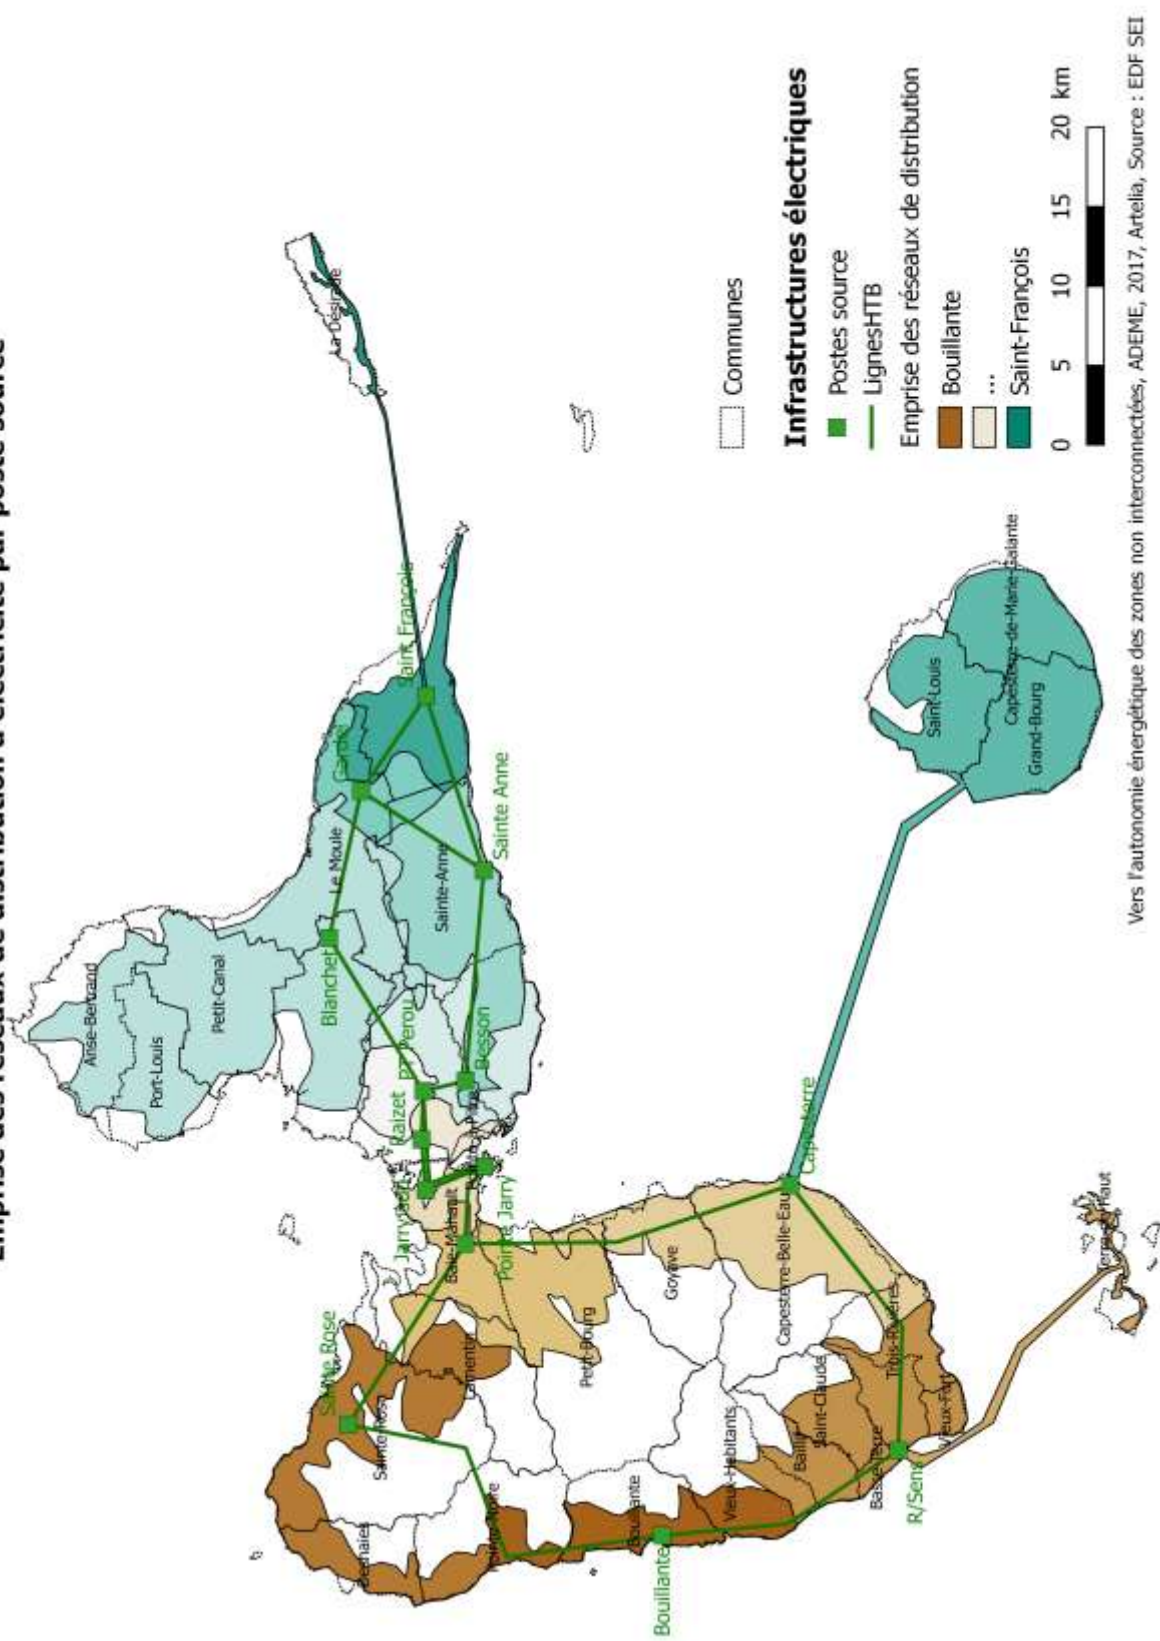 Emprise des réseaux de distribution d'électricité par poste source
Anse-Bertrand
Port-Louis
Petit-Canal
Blanchet
Le Moule
Gardel
Saint François
La Désirade
Sainte-Anne
Sainte Anne
PT Perou
Besson
Raizet
Pointe Jarry
Baie-Mahault
Sainte Rose
Sainte-Rose
Lamentin
Deshaies
Pointe-Noire
Petit-Bourg
Goyave
Bouillante
Bouillante
Vieux-Habitants
Capesterre-Belle-Eau
Capesterre
Saint-Claude
Baillif
Basse-Terre
Trois-Rivières
Vieux-Fort
R/Sens
Saint-Louis
Capesterre-de-Marie-Galante
Grand-Bourg
Communes
Infrastructures électriques
Postes source
LignesHTB
Emprise des réseaux de distribution
Bouillante
...
Saint-François
0 5 10 15 20 km
Vers l'autonomie énergétique des zones non interconnectées, ADEME, 2017, Artelia, Source : EDF SEI